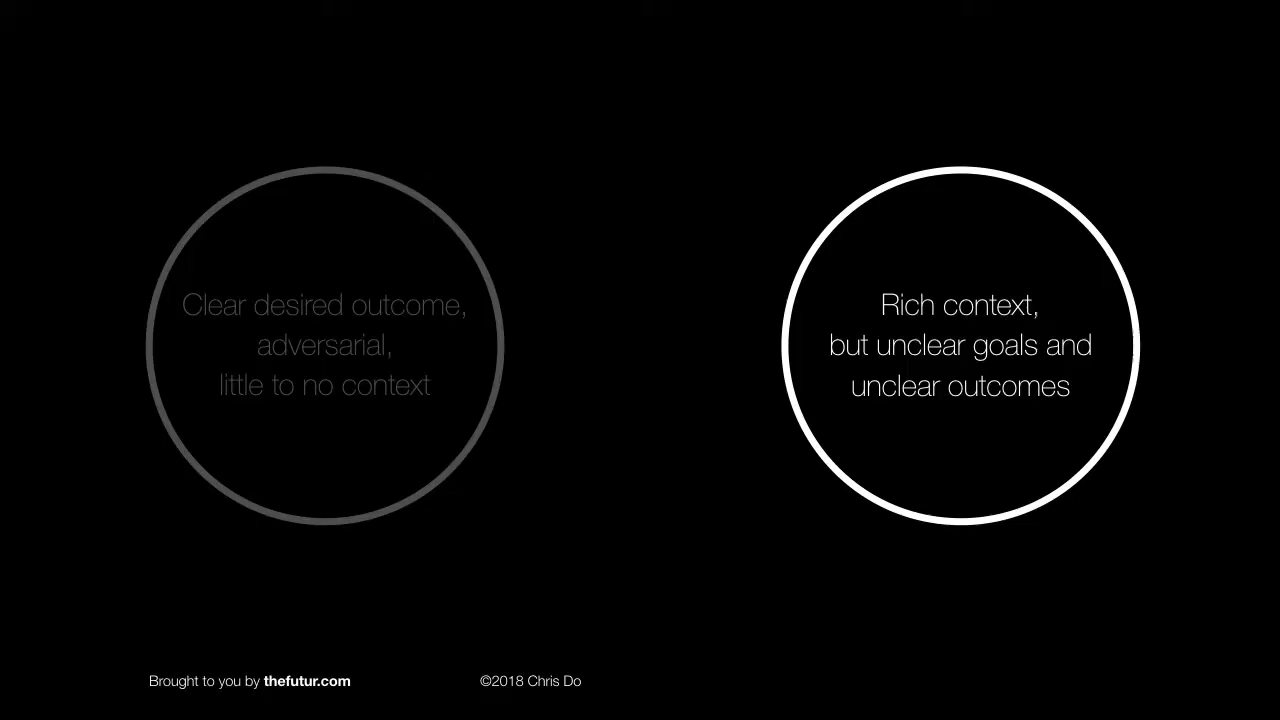 Clear desired outcome,
adversarial,
little to no context
Rich context,
but unclear goals and
unclear outcomes
Brought to you by thefutur.com
©2018 Chris Do